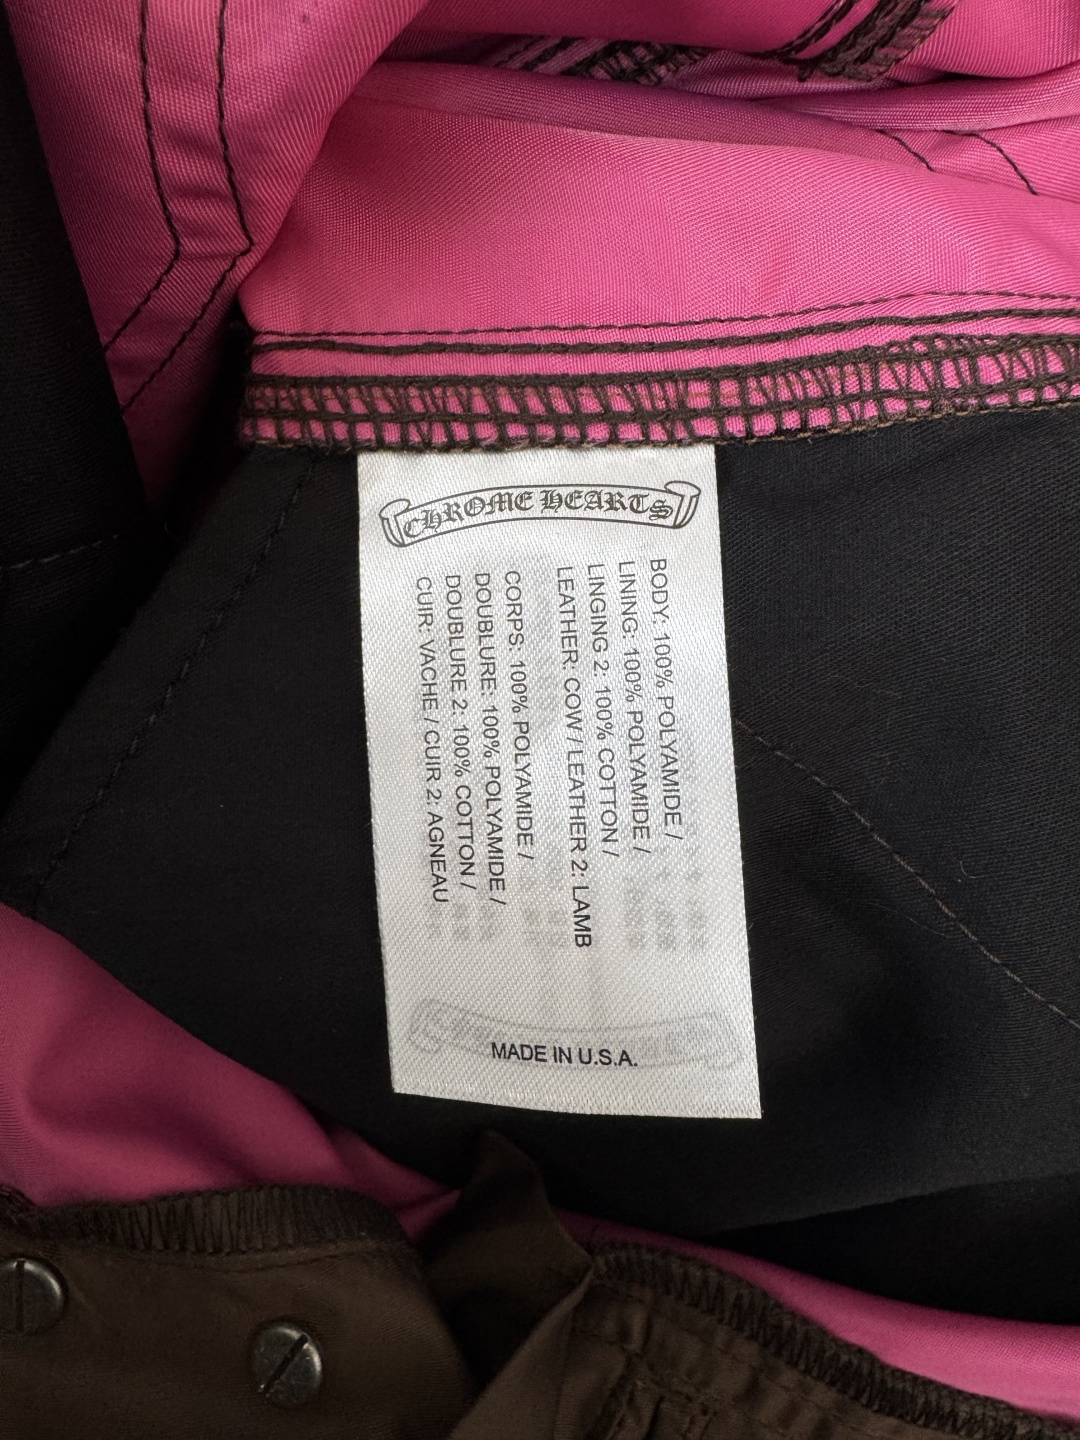 CHROME HEARTS
BODY: 100% POLYAMIDE /
LINING: 100% POLYAMIDE /
LINGING 2: 100% COTTON /
LEATHER: COW / LEATHER 2: LAMB
CORPS: 100% POLYAMIDE /
DOUBLURE: 100% POLYAMIDE /
DOUBLURE 2: 100% COTTON /
CUIR: VACHE / CUIR 2: AGNEAU
MADE IN U.S.A.